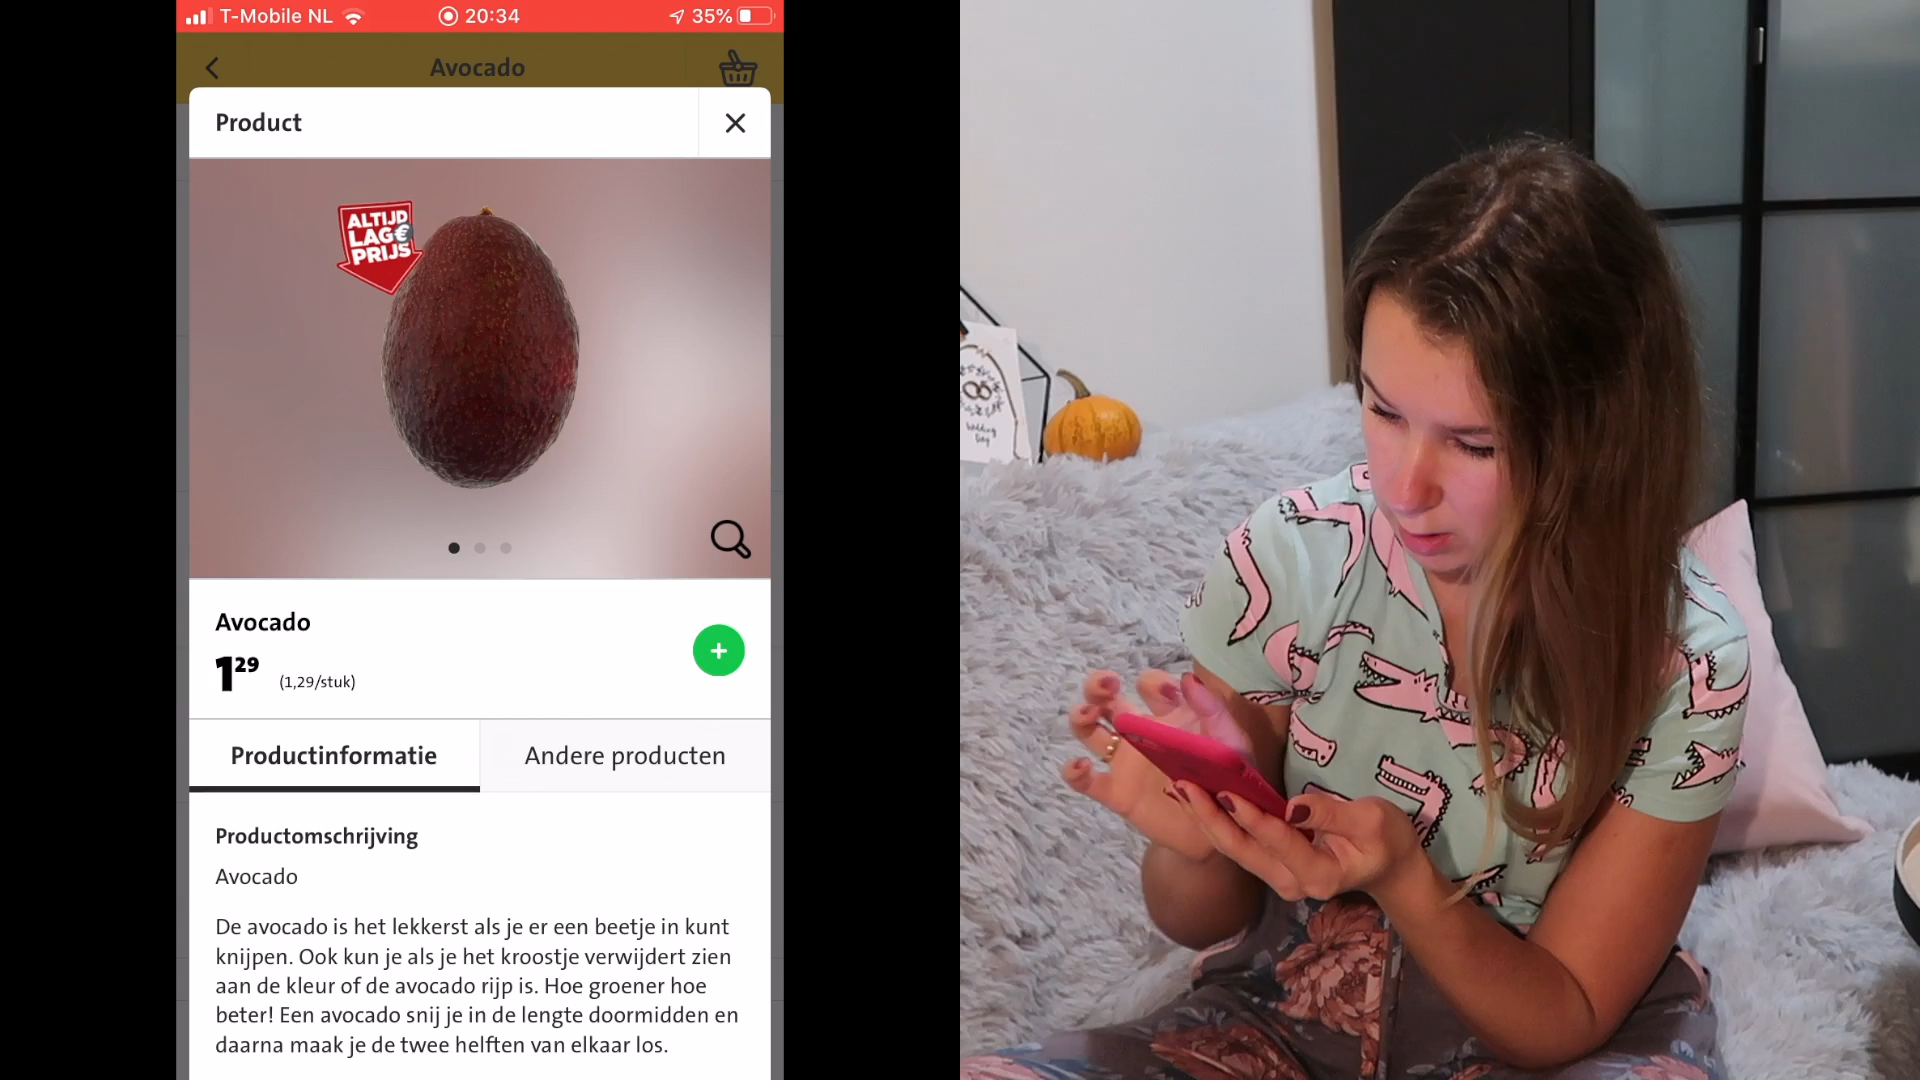 T-Mobile NL 20:34 35%
Avocado
Product
ALTIJD
LAGE
PRIJS
Avocado
1 29 (1,29/stuk)
Productinformatie Andere producten
Productomschrijving
Avocado
De avocado is het lekkerst als je er een beetje in kunt
knijpen. Ook kun je als je het kroostje verwijdert zien
aan de kleur of de avocado rijp is. Hoe groener hoe
beter! Een avocado snij je in de lengte doormidden en
daarna maak je de twee helften van elkaar los.
Wedding
Day